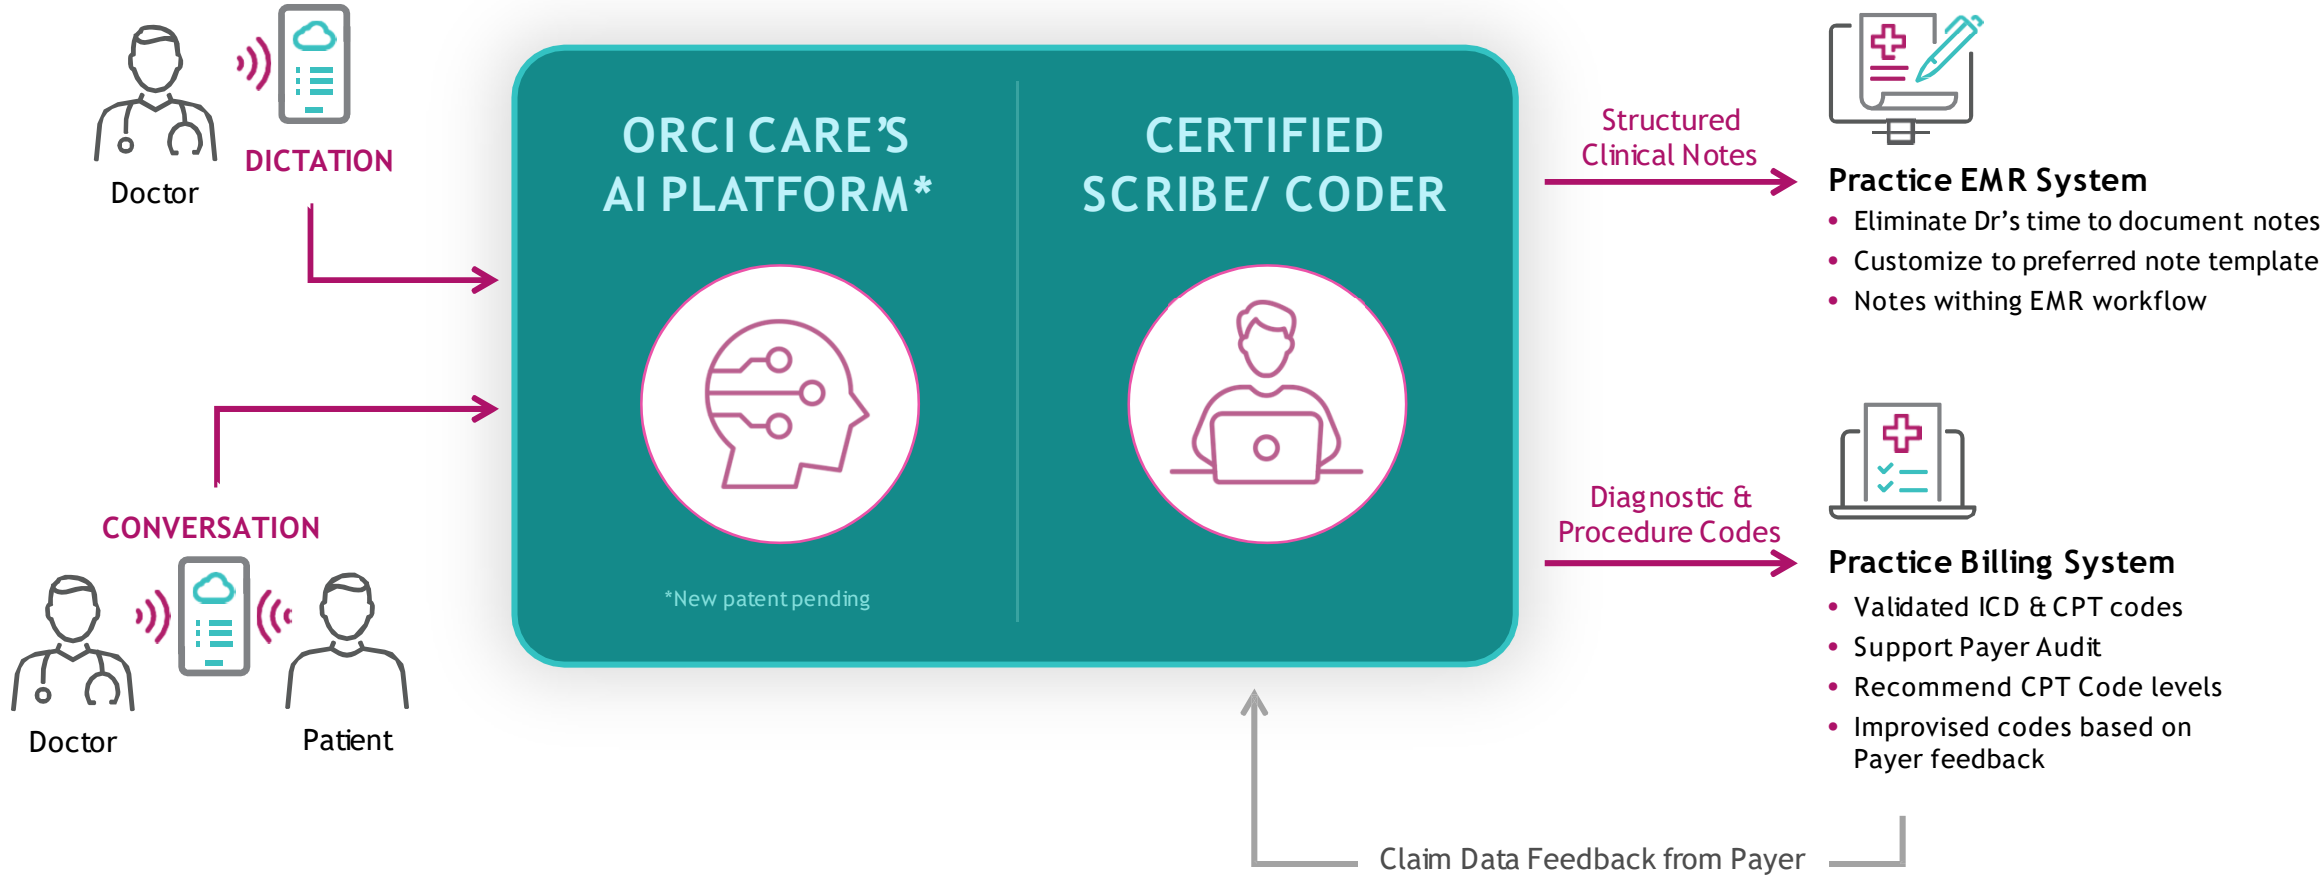 DICTATION
Doctor
CONVERSATION
Doctor
Patient
ORCI CARE'S
AI PLATFORM*
*New patent pending
CERTIFIED
SCRIBE/ CODER
Structured
Clinical Notes
Practice EMR System
• Eliminate Dr's time to document notes
• Customize to preferred note template
• Notes withing EMR workflow
Diagnostic &
Procedure Codes
Practice Billing System
• Validated ICD & CPT codes
• Support Payer Audit
• Recommend CPT Code levels
• Improvised codes based on
Payer feedback
Claim Data Feedback from Payer